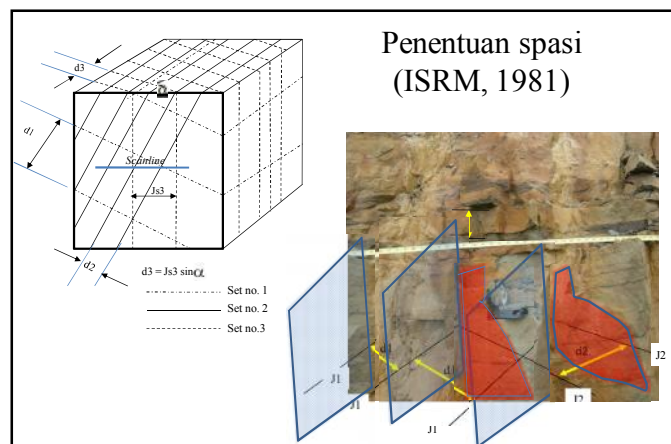 Penentuan spasi
(ISRM, 1981)
d3
d1
Scanline
Js3
d2
d3 = Js3 sin α
Set no. 1
Set no. 2
Set no.3
d1
d1
d2
J1
J1
J1
J2
J2